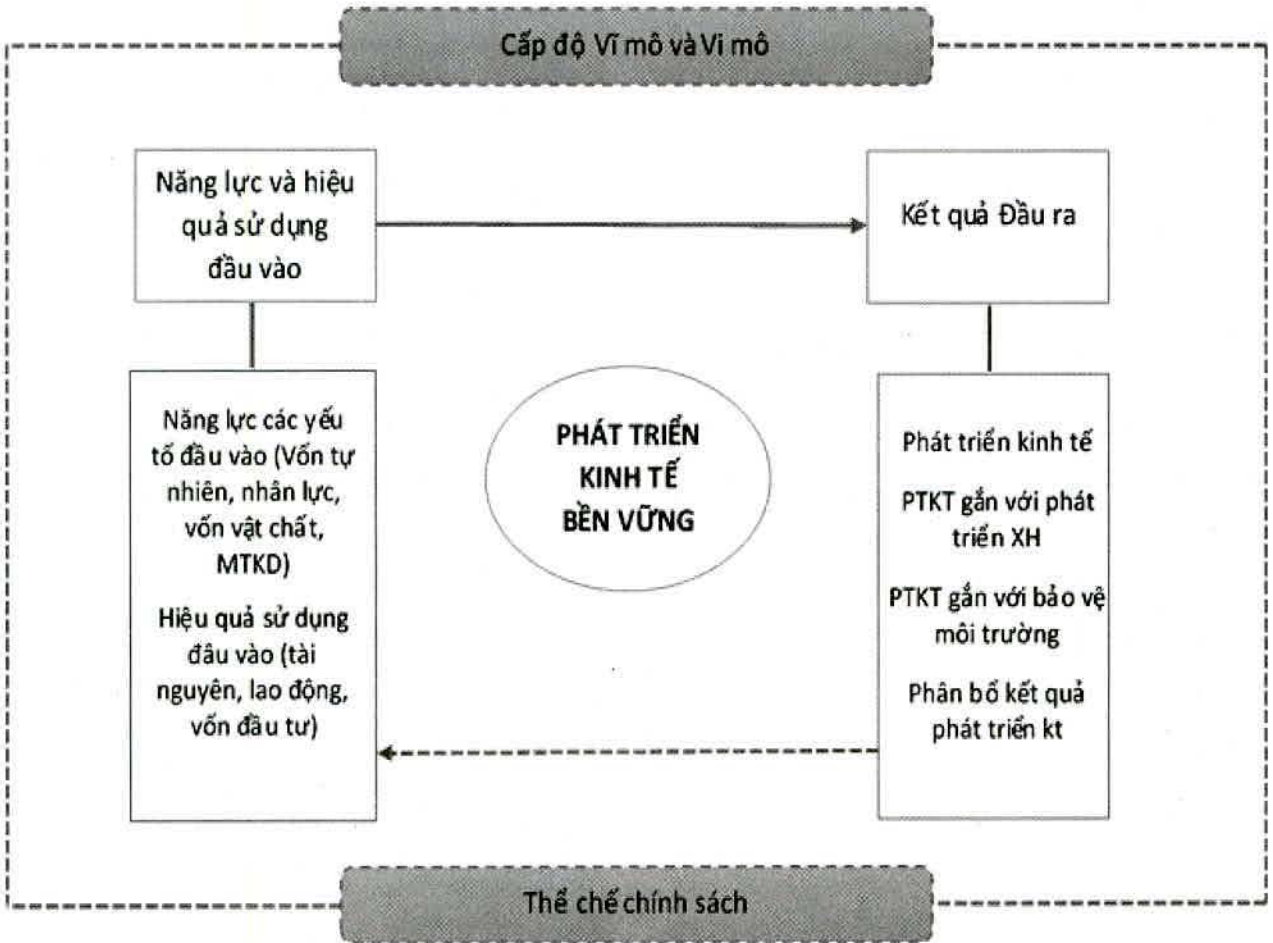 Cấp độ Vĩ mô và Vi mô
Năng lực và hiệu
quả sử dụng
đầu vào
Kết quả Đầu ra
Năng lực các yếu
tố đầu vào (Vốn tự
nhiên, nhân lực,
vốn vật chất,
MTKD)
Hiệu quả sử dụng
đâu vào (tài
nguyên, lao động,
vốn đầu tư)
PHÁT TRIỂN
KINH TẾ
BỀN VỮNG
Phát triển kinh tế
PTKT gắn với phát
triển XH
PTKT gắn với bảo vệ
môi trường
Phân bổ kết quả
phát triển kt
Thể chế chính sách